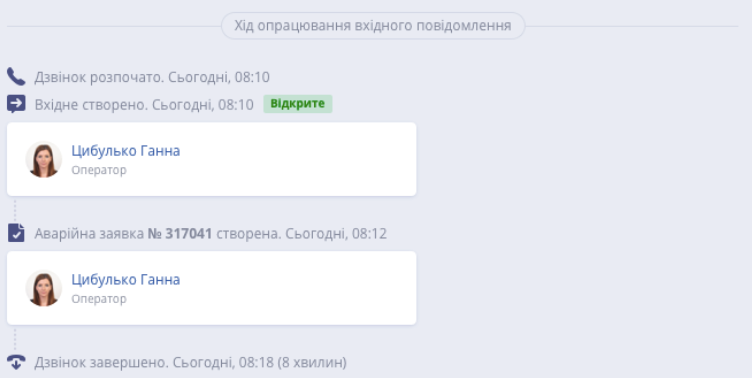 Хід опрацювання вхідного повідомлення
Дзвінок розпочато. Сьогодні, 08:10
Вхідне створено. Сьогодні, 08:10 Відкрите
Цибулько Ганна
Оператор
Аварійна заявка № 317041 створена. Сьогодні, 08:12
Цибулько Ганна
Оператор
Дзвінок завершено. Сьогодні, 08:18 (8 хвилин)